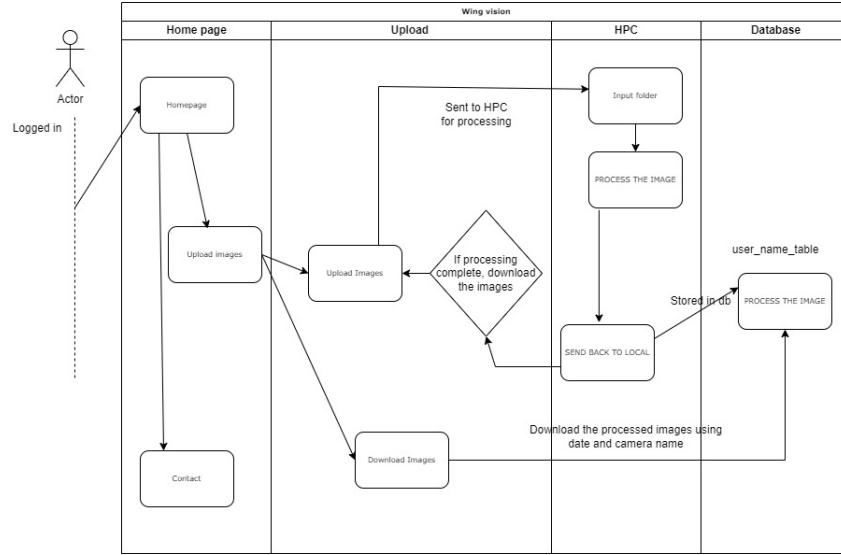 Wing vision
Home page
Upload
HPC
Database
Actor
Logged in
Homepage
Sent to HPC
for processing
Input folder
PROCESS THE IMAGE
Upload images
Upload Images
If processing
complete, download
the images
user_name_table
Stored in db
PROCESS THE IMAGE
SEND BACK TO LOCAL
Download the processed images using
date and camera name
Download Images
Contact